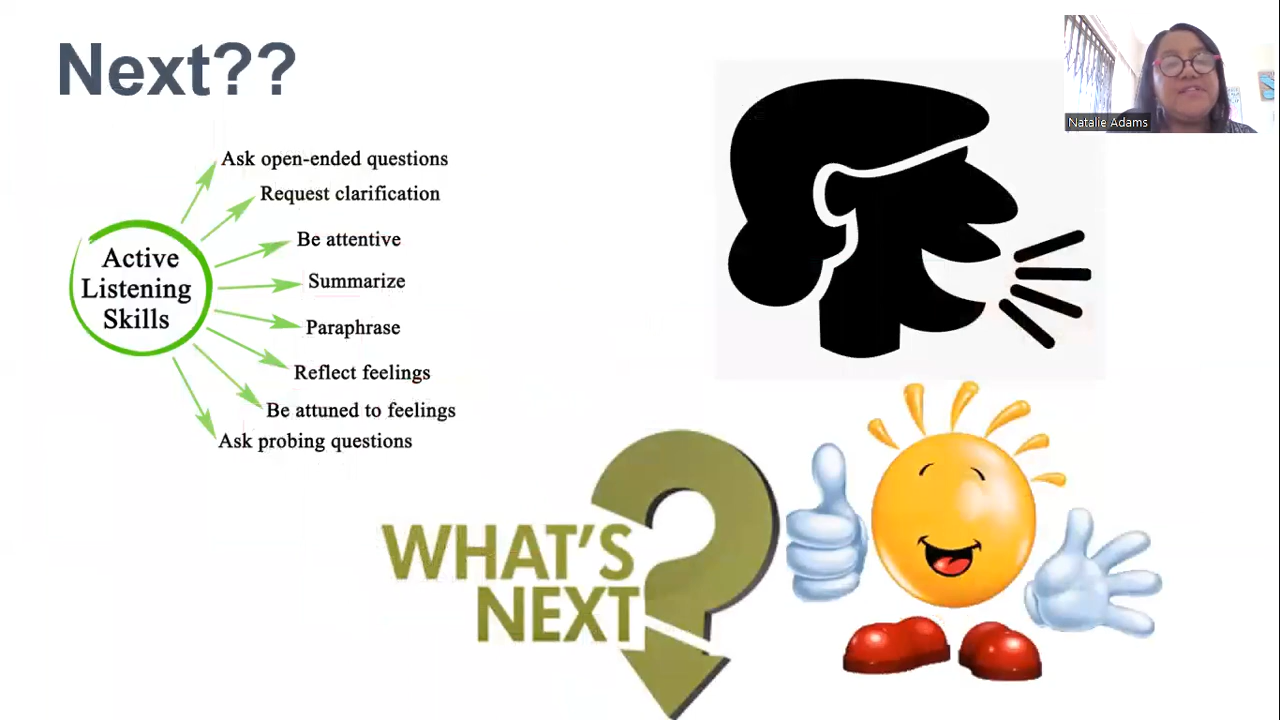 Next??
Natalie Adams
Ask open-ended questions
Request clarification
Be attentive
Active
Listening
Skills
Summarize
Paraphrase
Reflect feelings
Be attuned to feelings
Ask probing questions
WHAT'S
NEXT